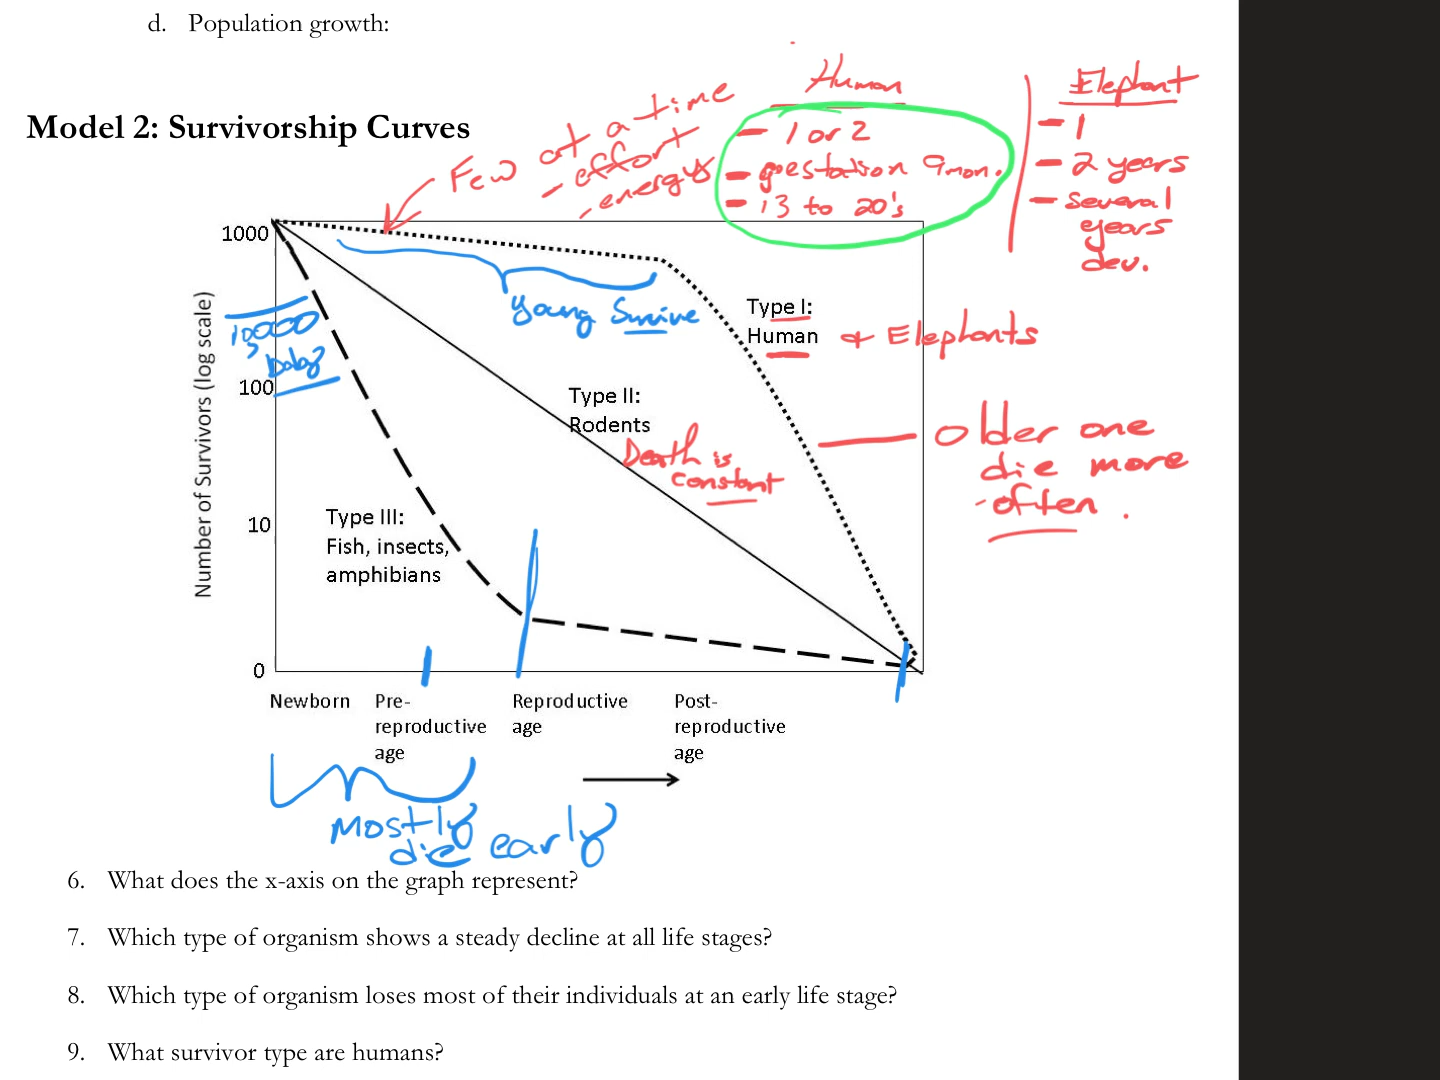 d. Population growth:
Model 2: Survivorship Curves
Few at a time
- effort
- energy
Human
- 1 or 2
- gestation 9 mon.
- 13 to 20's
Elephant
- 1
- 2 years
- several
years
dev.
1000
100
10
0
Number of Survivors (log scale)
10,000
baby
Young Survive
Type I:
Human & Elephants
Type II:
Rodents
Death is
constant
older one
die more
- often.
Type III:
Fish, insects,
amphibians
Newborn
Pre-
reproductive
age
Reproductive
age
Post-
reproductive
age
Mostly
die early
6. What does the x-axis on the graph represent?
7. Which type of organism shows a steady decline at all life stages?
8. Which type of organism loses most of their individuals at an early life stage?
9. What survivor type are humans?